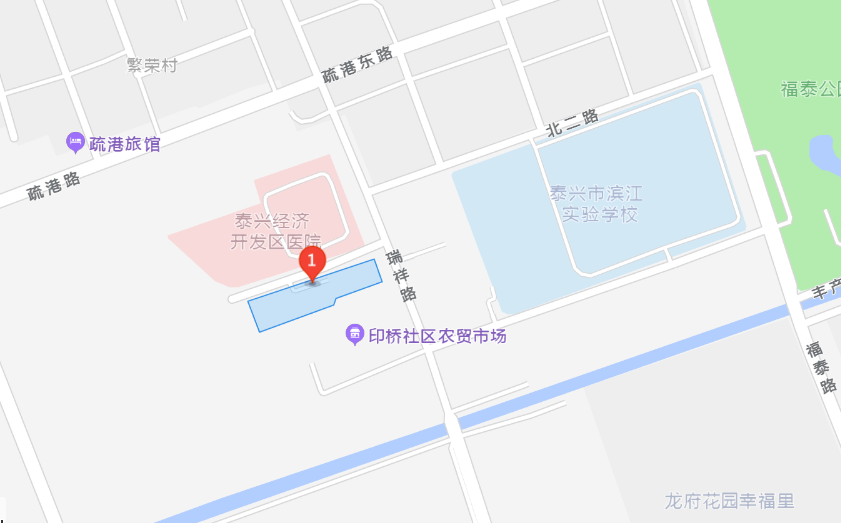 疏港东路
繁荣村
福泰公
北二路
疏港旅馆
疏港路
泰兴市滨江
实验学校
泰兴经济
开发区医院
瑞祥路
1
丰产
印桥社区农贸市场
福泰路
龙府花园幸福里